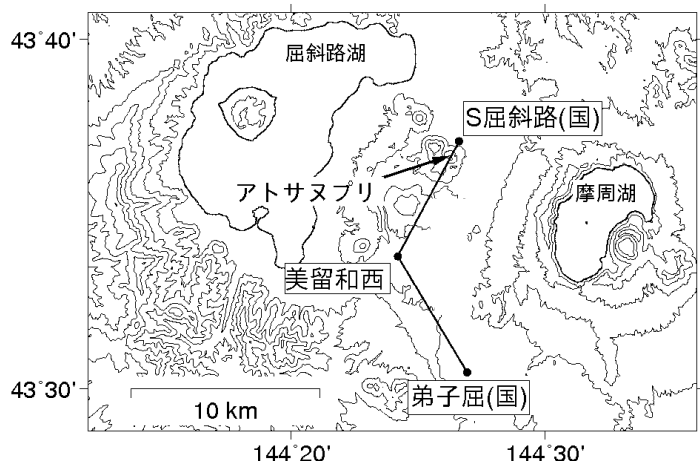 43˚40'
屈斜路湖
S屈斜路(国)
アトサヌプリ
摩周湖
美留和西
43˚30'
10 km
弟子屈(国)
144˚20'
144˚30'